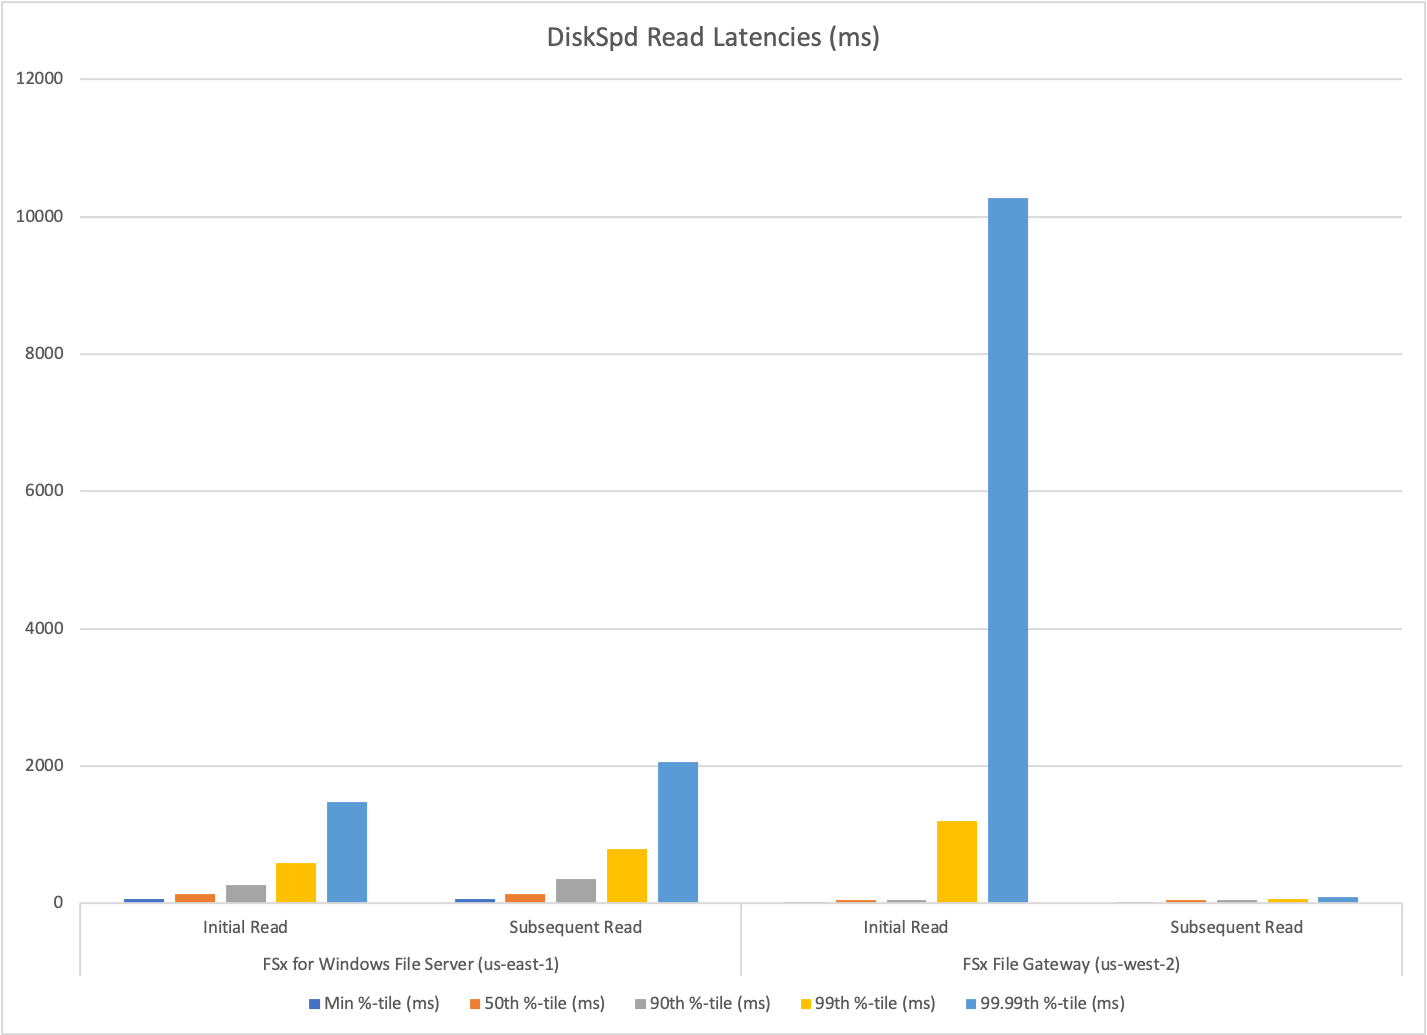 DiskSpd Read Latencies (ms)
12000
10000
8000
6000
4000
2000
0
Initial Read Subsequent Read Initial Read Subsequent Read
FSx for Windows File Server (us-east-1) FSx File Gateway (us-west-2)
Min %-tile (ms) 50th %-tile (ms) 90th %-tile (ms) 99th %-tile (ms) 99.99th %-tile (ms)